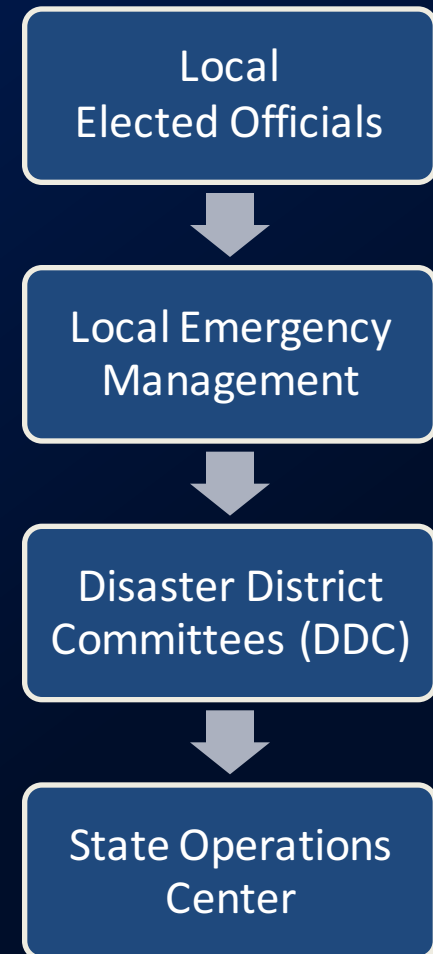 Local
Elected Officials
Local Emergency
Management
Disaster District
Committees (DDC)
State Operations
Center